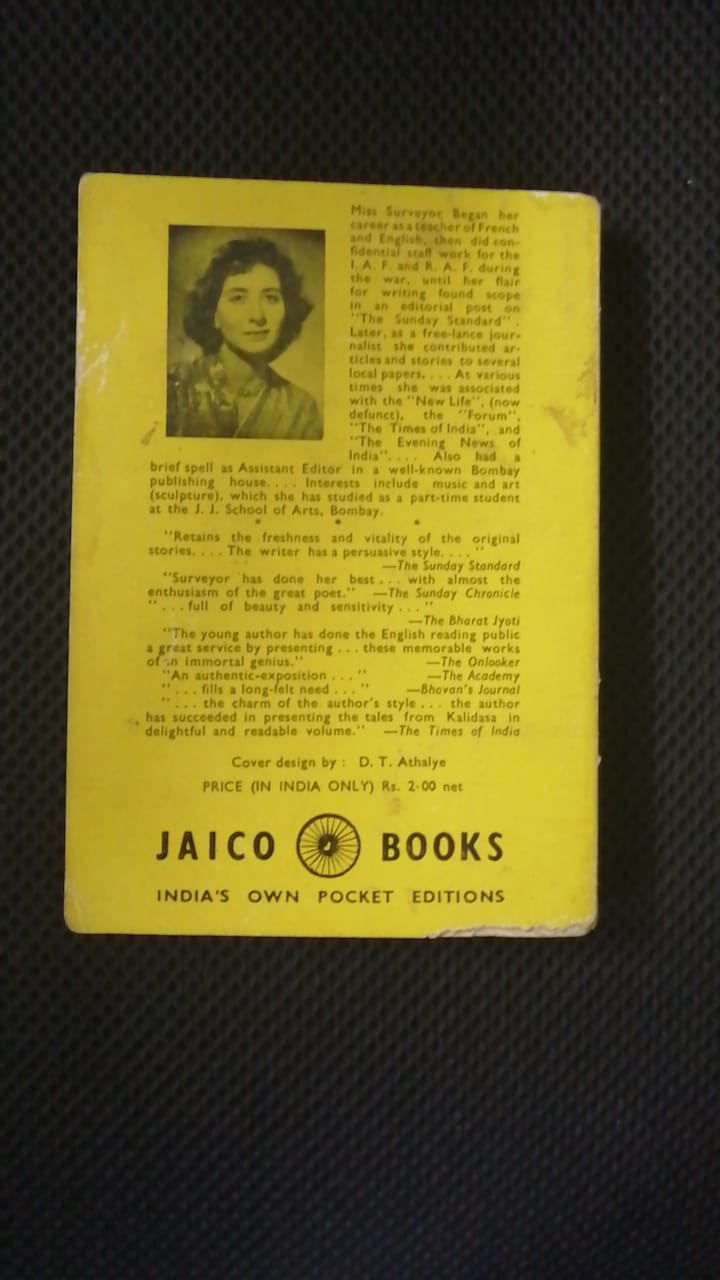 Miss Surveyor Began her
career as a teacher of French
and English, then did con-
fidential staff work for the
I.A. F. and R. A. F. during
the war, until her flair
for writing found scope
in an editorial post on
"The Sunday Standard".
Later, as a free-lance jour-
nalist she contributed ar-
ticles and stories to several
local papers. . . . At various
times she was associated
with the "New Life", (now
defunct), the "Forum",
"The Times of India", and
"The Evening News of
India". . . . Also had a
brief spell as Assistant Editor in a well-known Bombay
publishing house. . . . Interests include music and art
(sculpture), which she has studied as a part-time student
at the J. J. School of Arts, Bombay.
* * *
"Retains the freshness and vitality of the original
stories. . . . The writer has a persuasive style. . . . "
—The Sunday Standard
"Surveyor has done her best . . . with almost the
enthusiasm of the great poet." —The Sunday Chronicle
" . . . full of beauty and sensitivity . . . "
—The Bharat Jyoti
"The young author has done the English reading public
a great service by presenting . . . these memorable works
of an immortal genius." —The Onlooker
"An authentic-exposition . . . " —The Academy
" . . . fills a long-felt need . . . " —Bhavan's Journal
" . . . the charm of the author's style . . . the author
has succeeded in presenting the tales from Kalidasa in
delightful and readable volume." —The Times of India
Cover design by : D. T. Athalye
PRICE (IN INDIA ONLY) Rs. 2·00 net
JAICO J BOOKS
INDIA'S OWN POCKET EDITIONS